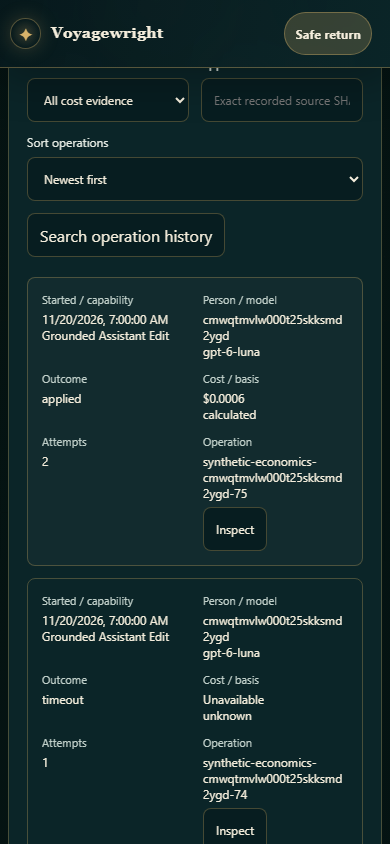 Voyagewright
Safe return
All cost evidence
Exact recorded source SH
Sort operations
Newest first
Search operation history
Started / capability
11/20/2026, 7:00:00 AM
Grounded Assistant Edit
Person / model
cmwqtmvlw000t25skksmd
2ygd
gpt-6-luna
Outcome
applied
Cost / basis
$0.0006
calculated
Attempts
2
Operation
synthetic-economics-
cmwqtmvlw000t25skksmd
2ygd-75
Inspect
Started / capability
11/20/2026, 7:00:00 AM
Grounded Assistant Edit
Person / model
cmwqtmvlw000t25skksmd
2ygd
gpt-6-luna
Outcome
timeout
Cost / basis
Unavailable
unknown
Attempts
1
Operation
synthetic-economics-
cmwqtmvlw000t25skksmd
2ygd-74
Inspect